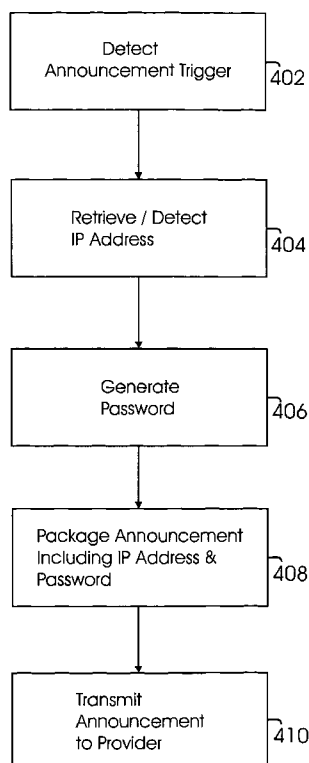 Detect
Announcement Trigger
402
Retrieve / Detect
IP Address
404
Generate
Password
406
Package Announcement
Including IP Address &
Password
408
Transmit
Announcement
to Provider
410